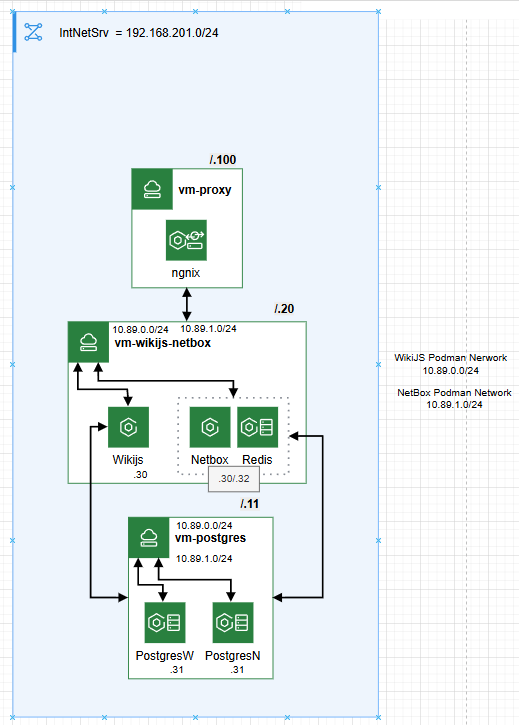 IntNetSrv = 192.168.201.0/24
/.100
vm-proxy
ngnix
/.20
10.89.0.0/24 10.89.1.0/24
vm-wikijs-netbox
WikiJS Podman Nerwork
10.89.0.0/24
NetBox Podman Network
10.89.1.0/24
Wikijs
.30
Netbox Redis
.30/.32
/.11
10.89.0.0/24
vm-postgres
10.89.1.0/24
PostgresW PostgresN
.31 .31